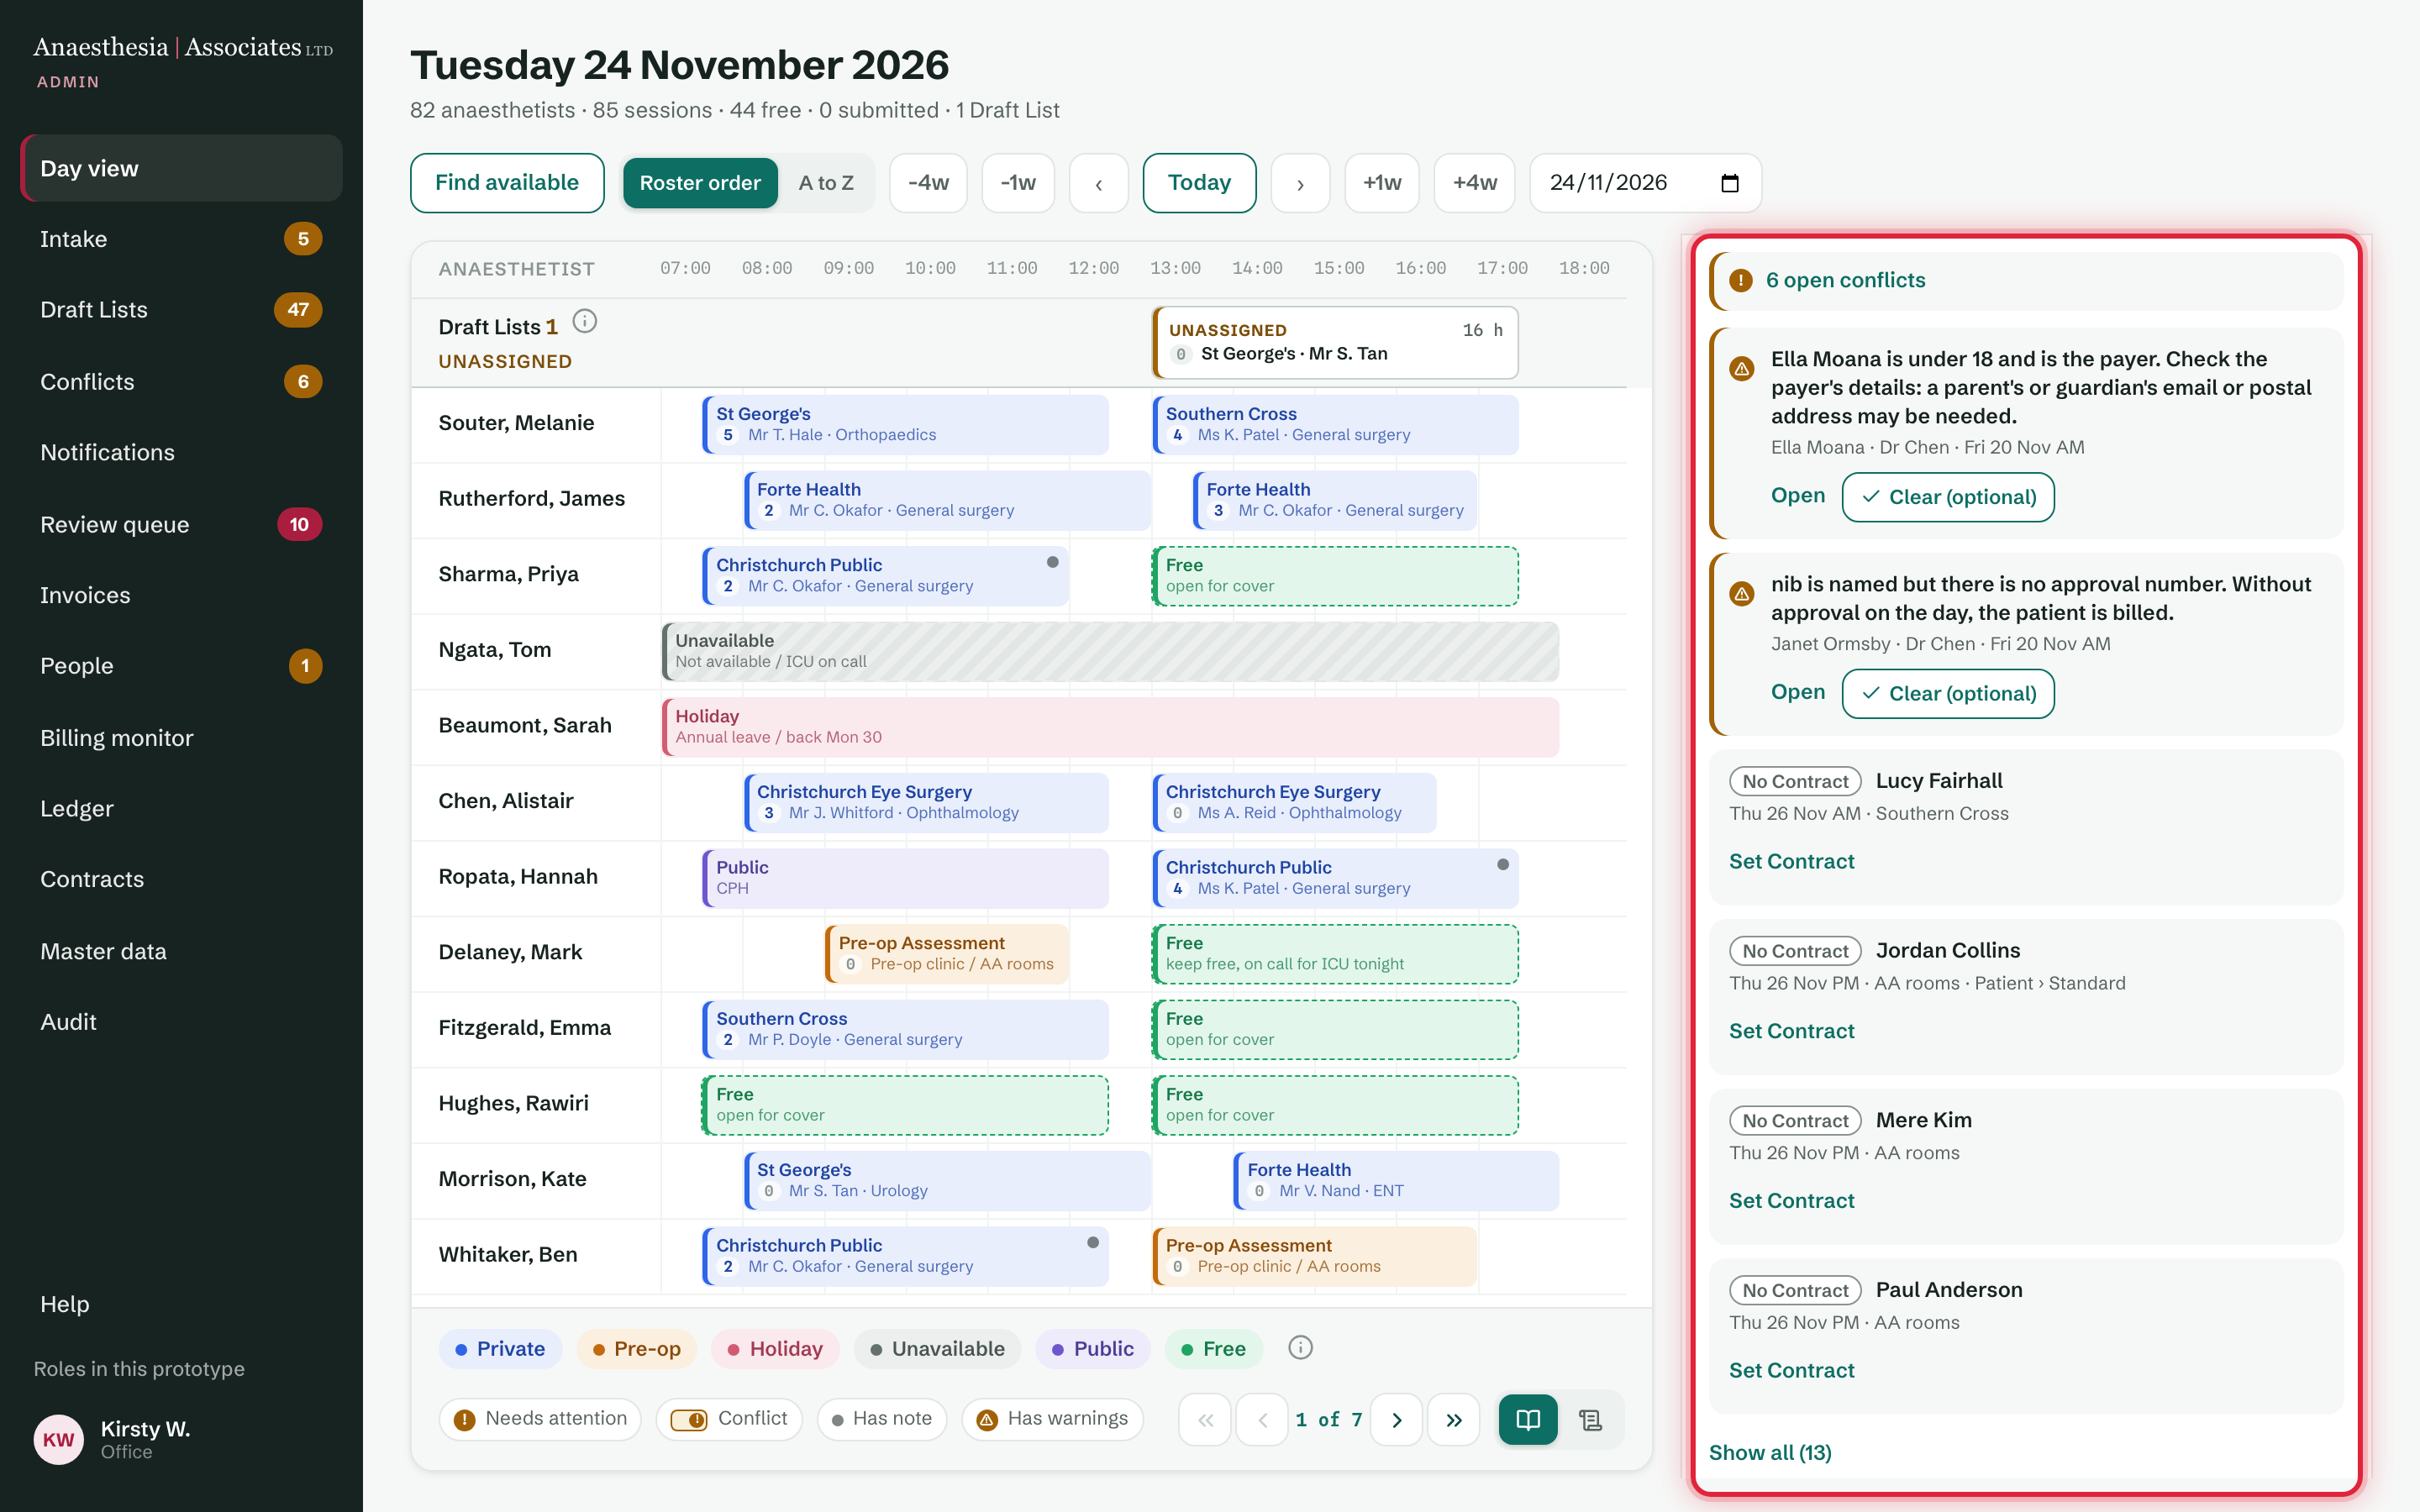 Anaesthesia | Associates LTD
ADMIN
Day view
Intake 5
Draft Lists 47
Conflicts 6
Notifications
Review queue 10
Invoices
People 1
Billing monitor
Ledger
Contracts
Master data
Audit
Help
Roles in this prototype
KW Kirsty W.
Office
Tuesday 24 November 2026
82 anaesthetists · 85 sessions · 44 free · 0 submitted · 1 Draft List
Find available Roster order A to Z -4w -1w ‹ Today › +1w +4w 24/11/2026
ANAESTHETIST 07:00 08:00 09:00 10:00 11:00 12:00 13:00 14:00 15:00 16:00 17:00 18:00
Draft Lists 1
UNASSIGNED
UNASSIGNED 16 h
0 St George's · Mr S. Tan
Souter, Melanie
St George's
5 Mr T. Hale · Orthopaedics
Southern Cross
4 Ms K. Patel · General surgery
Rutherford, James
Forte Health
2 Mr C. Okafor · General surgery
Forte Health
3 Mr C. Okafor · General surgery
Sharma, Priya
Christchurch Public
2 Mr C. Okafor · General surgery
Free
open for cover
Ngata, Tom
Unavailable
Not available / ICU on call
Beaumont, Sarah
Holiday
Annual leave / back Mon 30
Chen, Alistair
Christchurch Eye Surgery
3 Mr J. Whitford · Ophthalmology
Christchurch Eye Surgery
0 Ms A. Reid · Ophthalmology
Ropata, Hannah
Public
CPH
Christchurch Public
4 Ms K. Patel · General surgery
Delaney, Mark
Pre-op Assessment
0 Pre-op clinic / AA rooms
Free
keep free, on call for ICU tonight
Fitzgerald, Emma
Southern Cross
2 Mr P. Doyle · General surgery
Free
open for cover
Hughes, Rawiri
Free
open for cover
Free
open for cover
Morrison, Kate
St George's
0 Mr S. Tan · Urology
Forte Health
0 Mr V. Nand · ENT
Whitaker, Ben
Christchurch Public
2 Mr C. Okafor · General surgery
Pre-op Assessment
0 Pre-op clinic / AA rooms
Private Pre-op Holiday Unavailable Public Free
Needs attention Conflict Has note Has warnings « ‹ 1 of 7 › »
6 open conflicts
Ella Moana is under 18 and is the payer. Check the
payer's details: a parent's or guardian's email or postal
address may be needed.
Ella Moana · Dr Chen · Fri 20 Nov AM
Open Clear (optional)
nib is named but there is no approval number. Without
approval on the day, the patient is billed.
Janet Ormsby · Dr Chen · Fri 20 Nov AM
Open Clear (optional)
No Contract Lucy Fairhall
Thu 26 Nov AM · Southern Cross
Set Contract
No Contract Jordan Collins
Thu 26 Nov PM · AA rooms · Patient › Standard
Set Contract
No Contract Mere Kim
Thu 26 Nov PM · AA rooms
Set Contract
No Contract Paul Anderson
Thu 26 Nov PM · AA rooms
Set Contract
Show all (13)